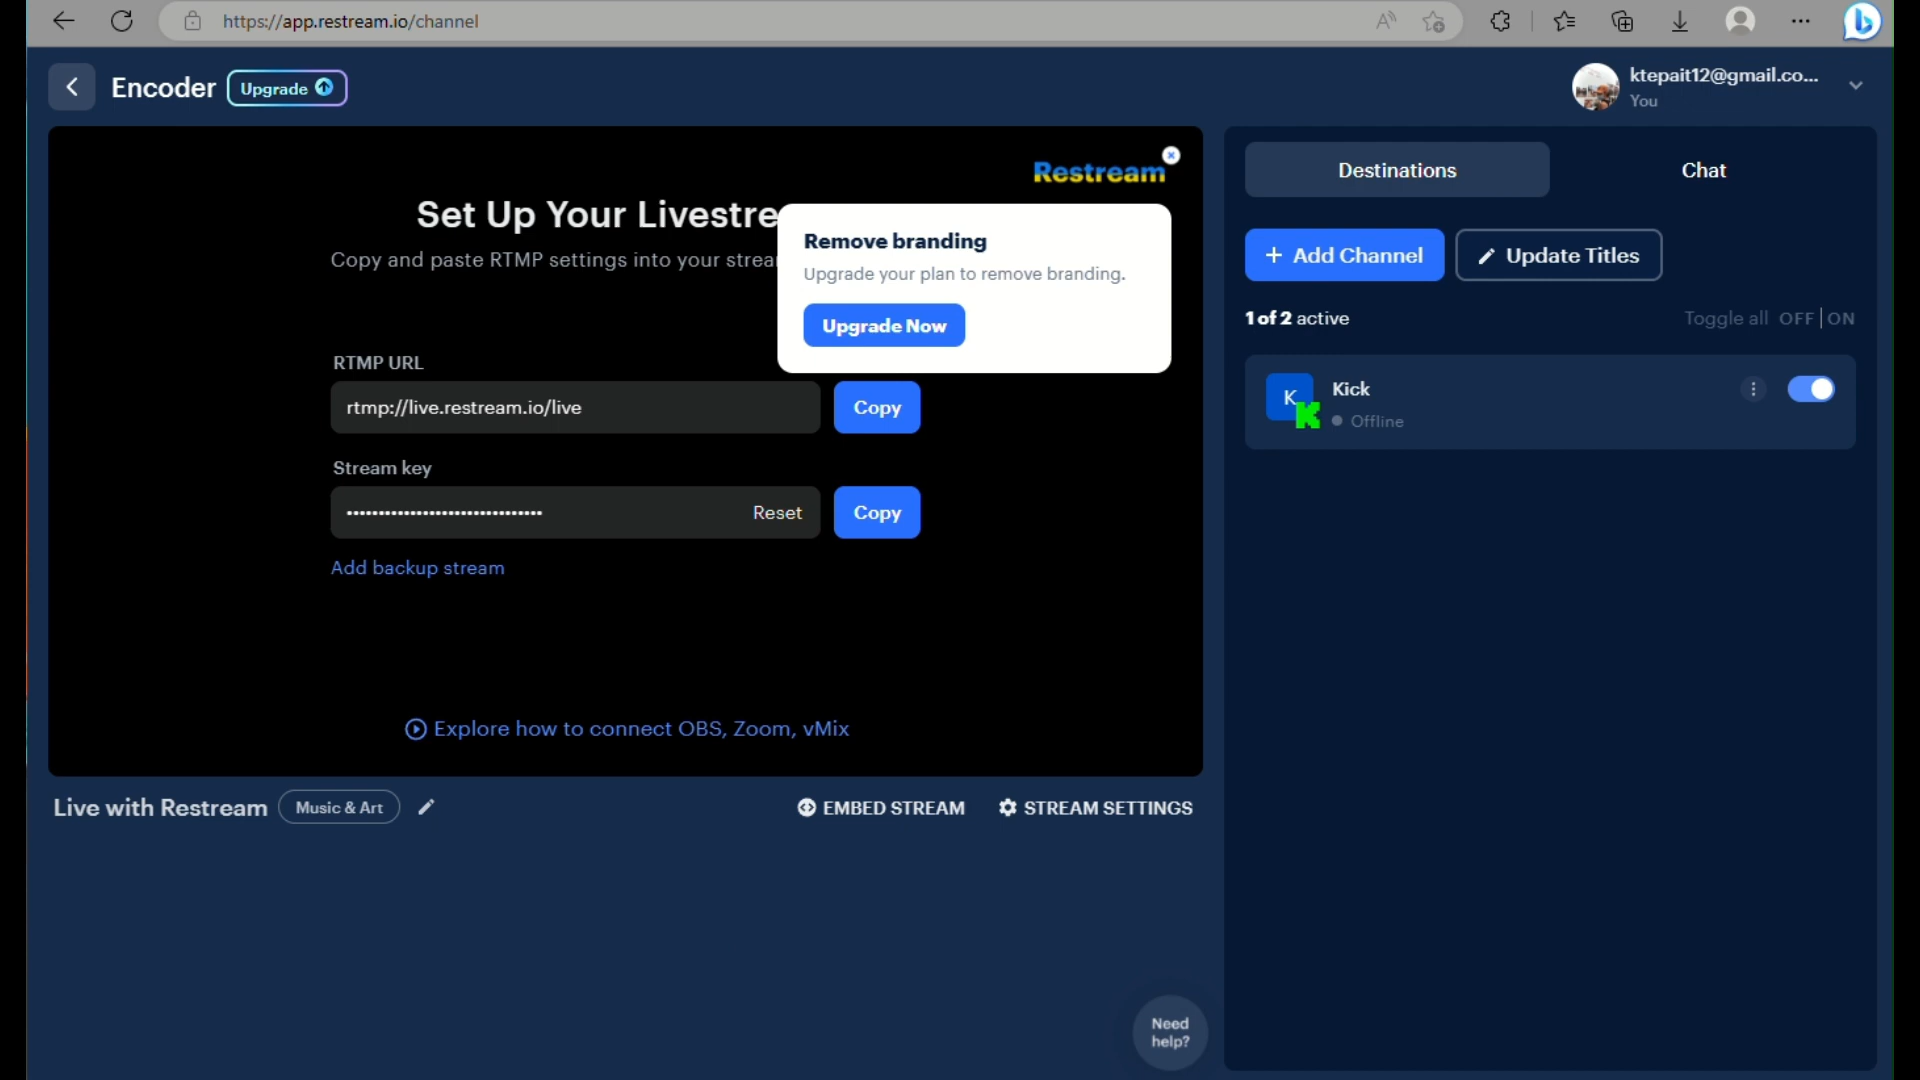 https://app.restream.io/channel
Encoder
Upgrade
ktepait12@gmail.co...
You
Restream
Set Up Your Livestre
Copy and paste RTMP settings into your strea
Remove branding
Upgrade your plan to remove branding.
Upgrade Now
RTMP URL
rtmp://live.restream.io/live
Copy
Stream key
Reset
Copy
Add backup stream
Explore how to connect OBS, Zoom, vMix
Live with Restream
Music & Art
EMBED STREAM
STREAM SETTINGS
Need
help?
Destinations
Chat
+ Add Channel
Update Titles
1 of 2 active
Toggle all OFF | ON
K
K
Kick
Offline